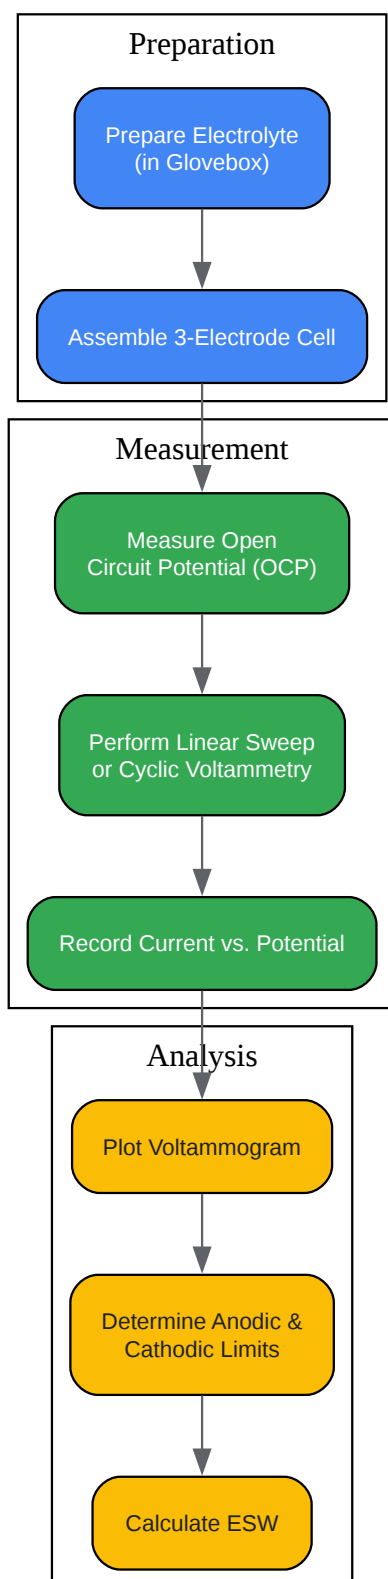 Preparation
Prepare Electrolyte
(in Glovebox)
Assemble 3-Electrode Cell
Measurement
Measure Open
Circuit Potential (OCP)
Perform Linear Sweep
or Cyclic Voltammetry
Record Current vs. Potential
Analysis
Plot Voltammogram
Determine Anodic &
Cathodic Limits
Calculate ESW